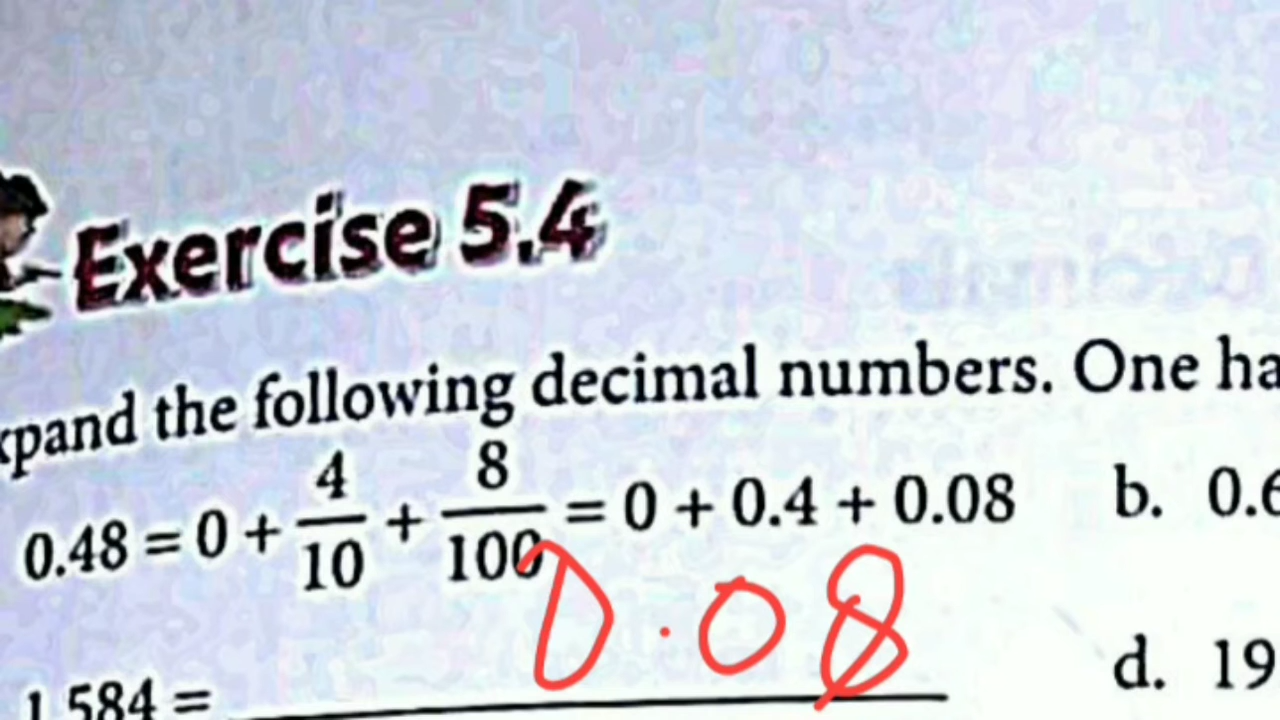 Exercise 5.4
xpand the following decimal numbers. One ha
0.48 = 0 + 4/10 + 8/100 = 0 + 0.4 + 0.08
b. 0.6
0.08
1.584 =
d. 19